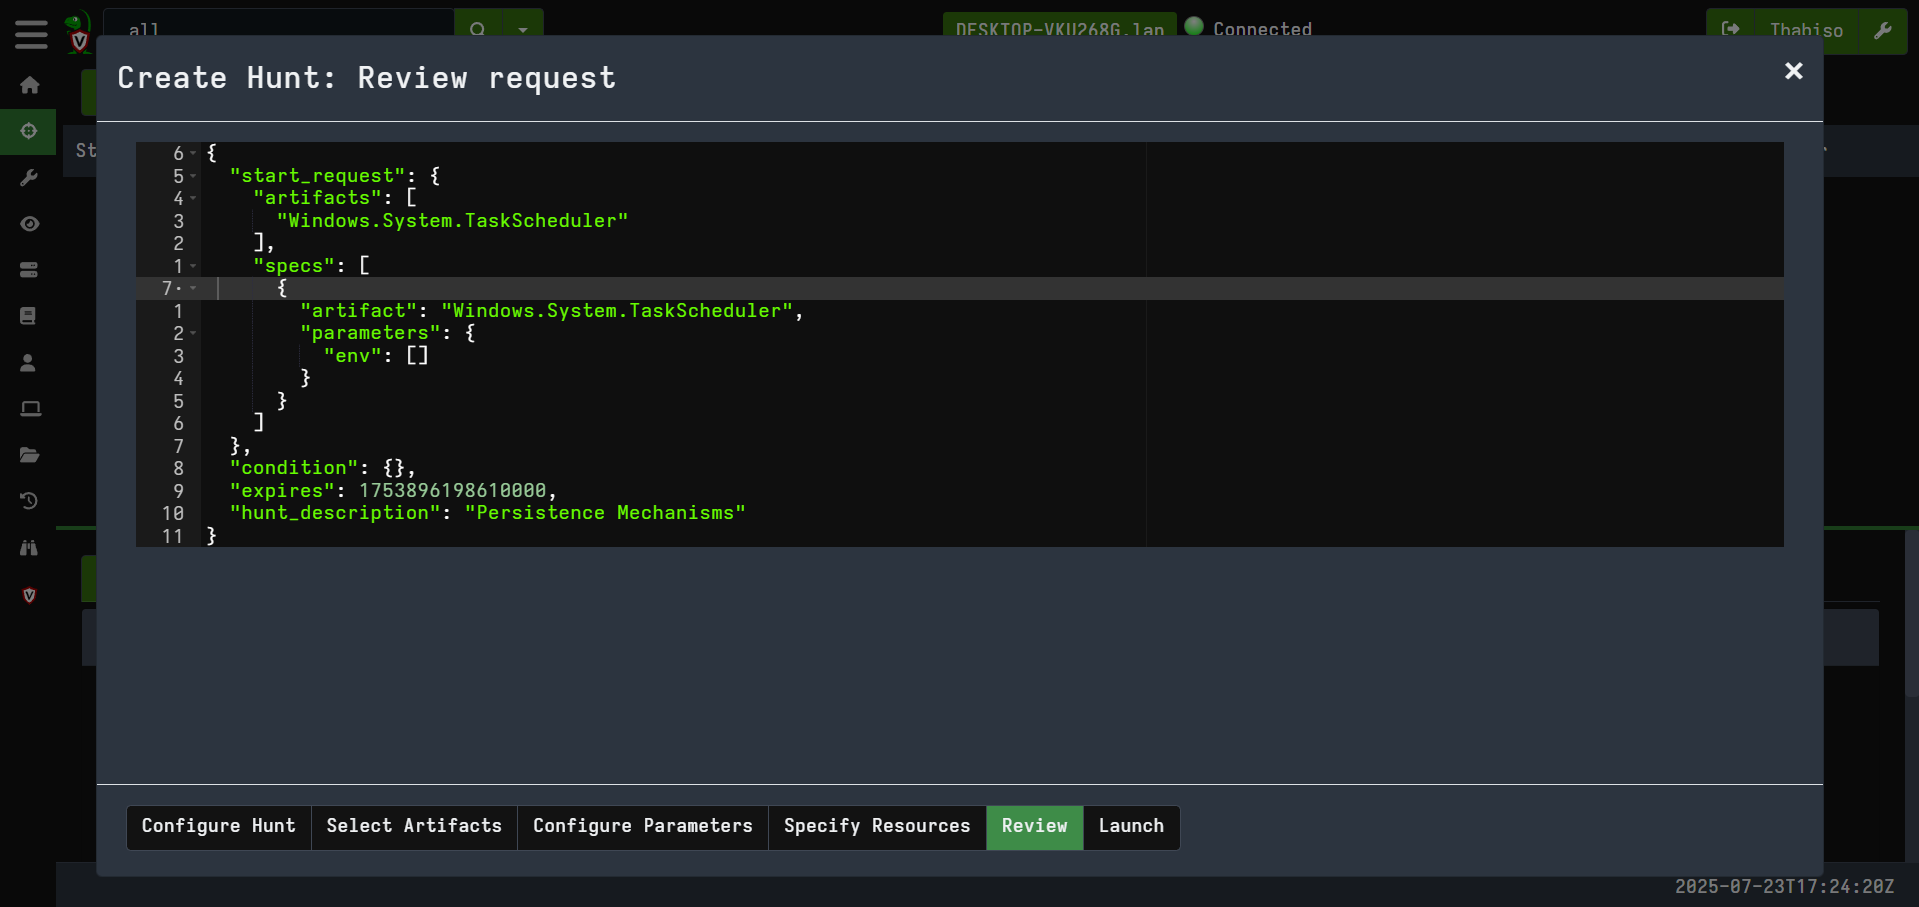 all
DESKTOP-VKU268G.lan
Connected
Thabiso
Create Hunt: Review request
St
6 {
5 "start_request": {
4 "artifacts": [
3 "Windows.System.TaskScheduler"
2 ],
1 "specs": [
7· {
1 "artifact": "Windows.System.TaskScheduler",
2 "parameters": {
3 "env": []
4 }
5 }
6 ]
7 },
8 "condition": {},
9 "expires": 1753896198610000,
10 "hunt_description": "Persistence Mechanisms"
11 }
Configure Hunt Select Artifacts Configure Parameters Specify Resources Review Launch
2025-07-23T17:24:20Z